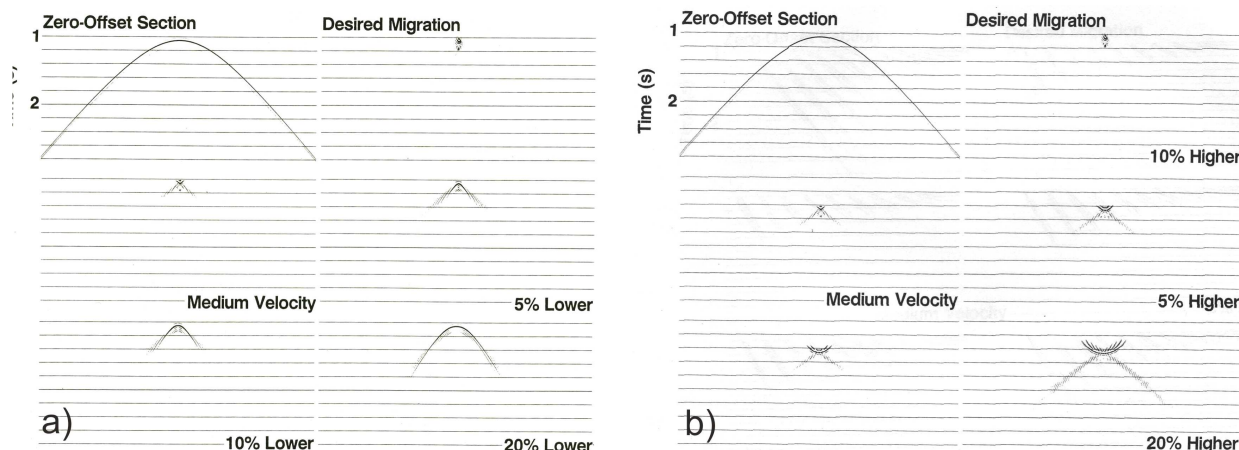 Zero-Offset Section
Desired Migration
1
2
Medium Velocity
5% Lower
a)
10% Lower
20% Lower
Zero-Offset Section
Desired Migration
1
Time (s)
2
10% Higher
Medium Velocity
5% Higher
b)
20% Higher